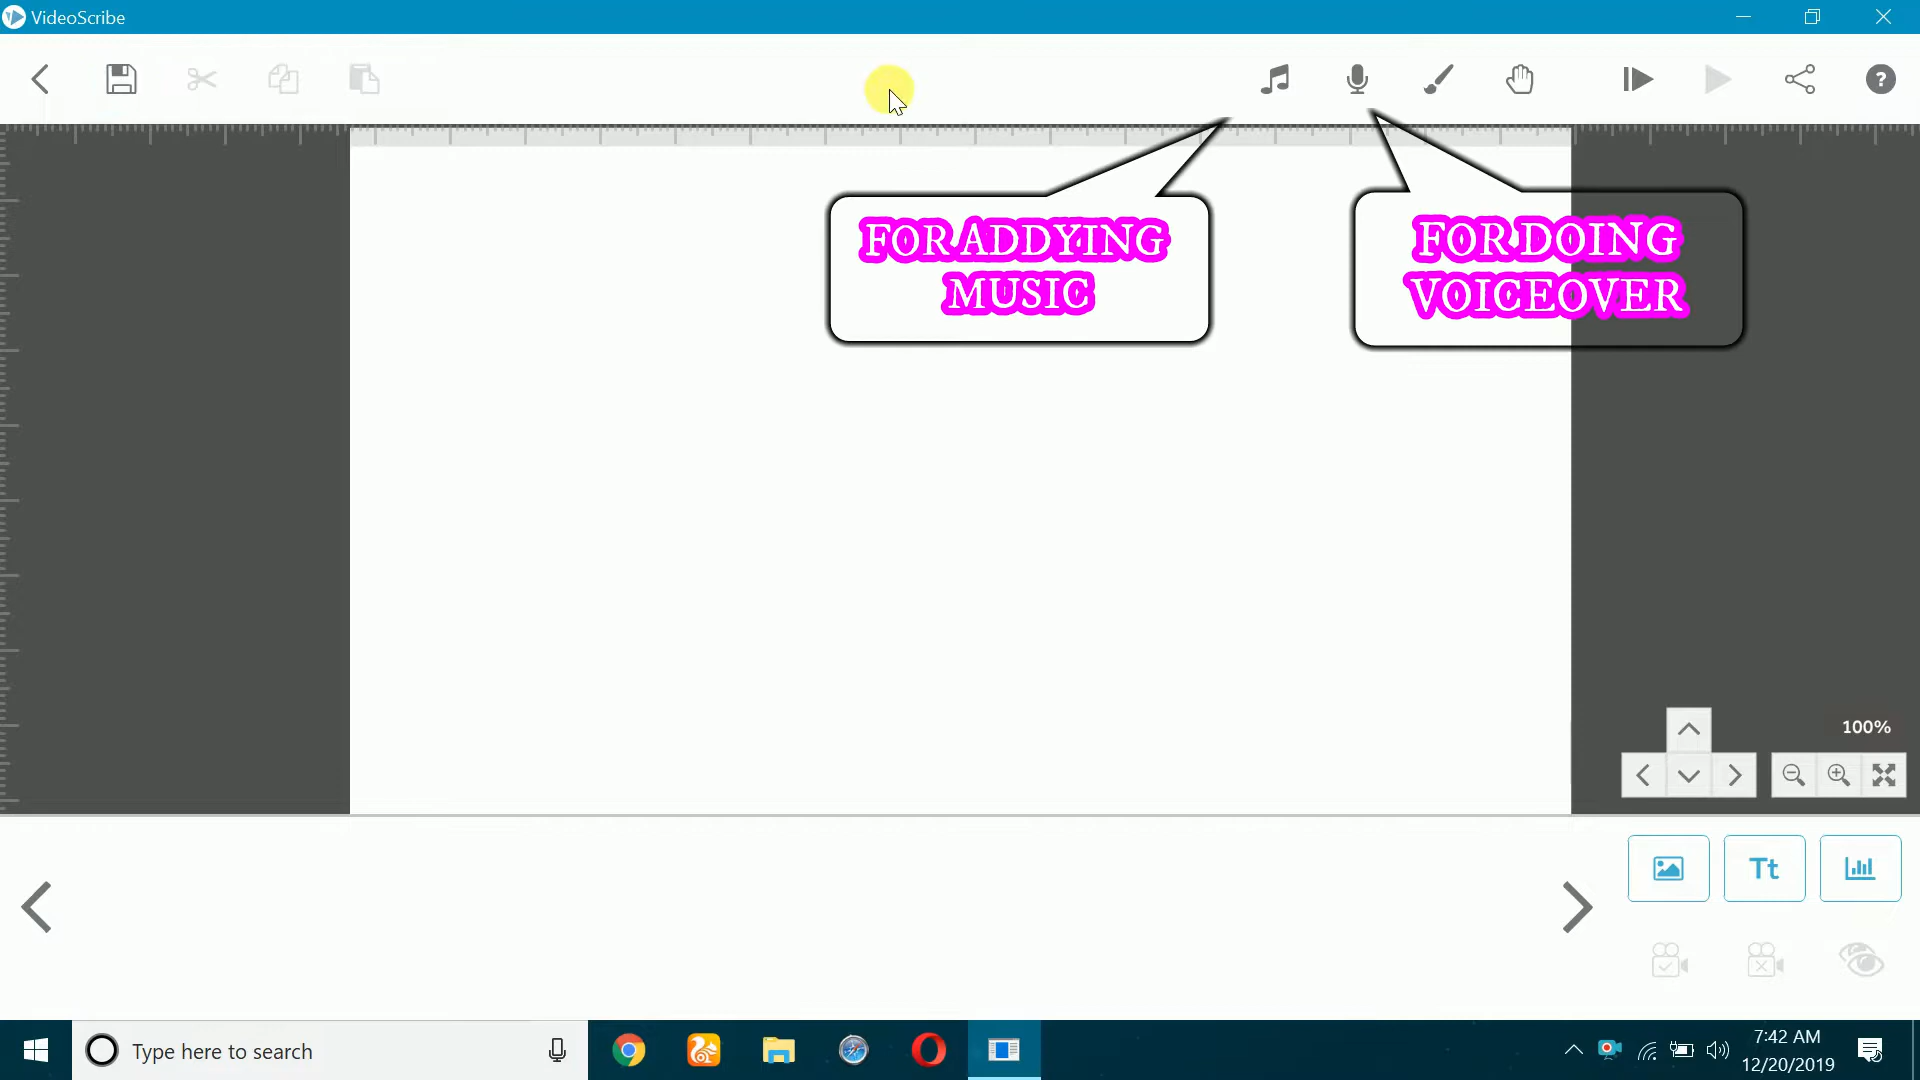 VideoScribe
FOR ADDYING
MUSIC
FOR DOING
VOICEOVER
100%
Tt
Type here to search
7:42 AM
12/20/2019